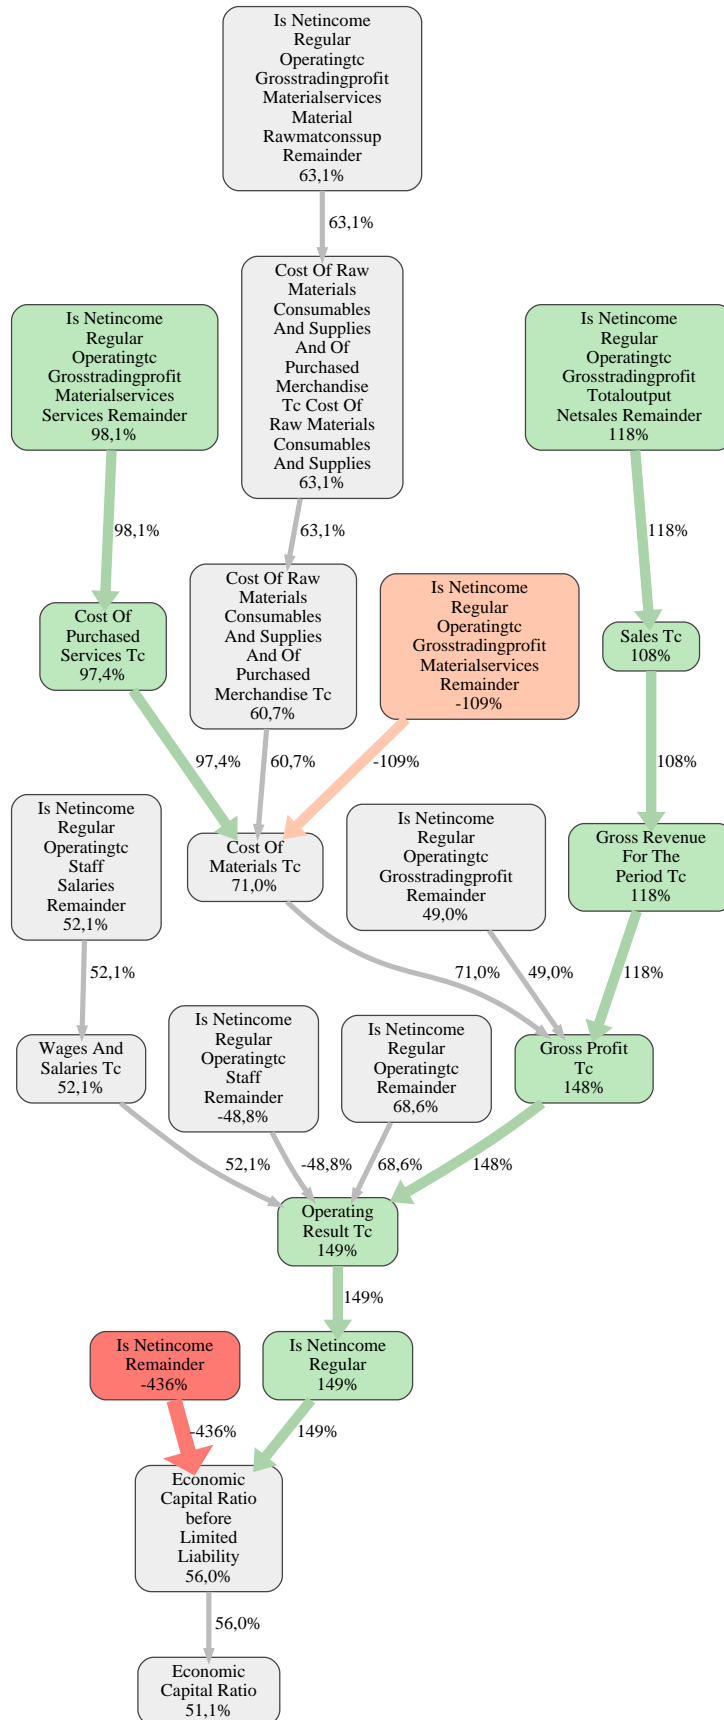 Is Netincome
Regular
Operatingtc
Grosstradingprofit
Materialservices
Material
Rawmatconssup
Remainder
63,1%
63,1%
Cost Of Raw
Materials
Consumables
And Supplies
And Of
Purchased
Merchandise
Tc Cost Of
Raw Materials
Consumables
And Supplies
63,1%
Is Netincome
Regular
Operatingtc
Grosstradingprofit
Materialservices
Services Remainder
98,1%
Is Netincome
Regular
Operatingtc
Grosstradingprofit
Totaloutput
Netsales Remainder
118%
98,1%
63,1%
118%
Cost Of
Purchased
Services Tc
97,4%
Cost Of Raw
Materials
Consumables
And Supplies
And Of
Purchased
Merchandise Tc
60,7%
Is Netincome
Regular
Operatingtc
Grosstradingprofit
Materialservices
Remainder
-109%
Sales Tc
108%
97,4%
60,7%
-109%
108%
Is Netincome
Regular
Operatingtc
Staff
Salaries
Remainder
52,1%
Cost Of
Materials Tc
71,0%
Is Netincome
Regular
Operatingtc
Grosstradingprofit
Remainder
49,0%
Gross Revenue
For The
Period Tc
118%
52,1%
71,0%
49,0%
118%
Wages And
Salaries Tc
52,1%
Is Netincome
Regular
Operatingtc
Staff
Remainder
-48,8%
Is Netincome
Regular
Operatingtc
Remainder
68,6%
Gross Profit
Tc
148%
52,1%
-48,8%
68,6%
148%
Operating
Result Tc
149%
149%
Is Netincome
Remainder
-436%
Is Netincome
Regular
149%
-436%
149%
Economic
Capital Ratio
before
Limited
Liability
56,0%
56,0%
Economic
Capital Ratio
51,1%